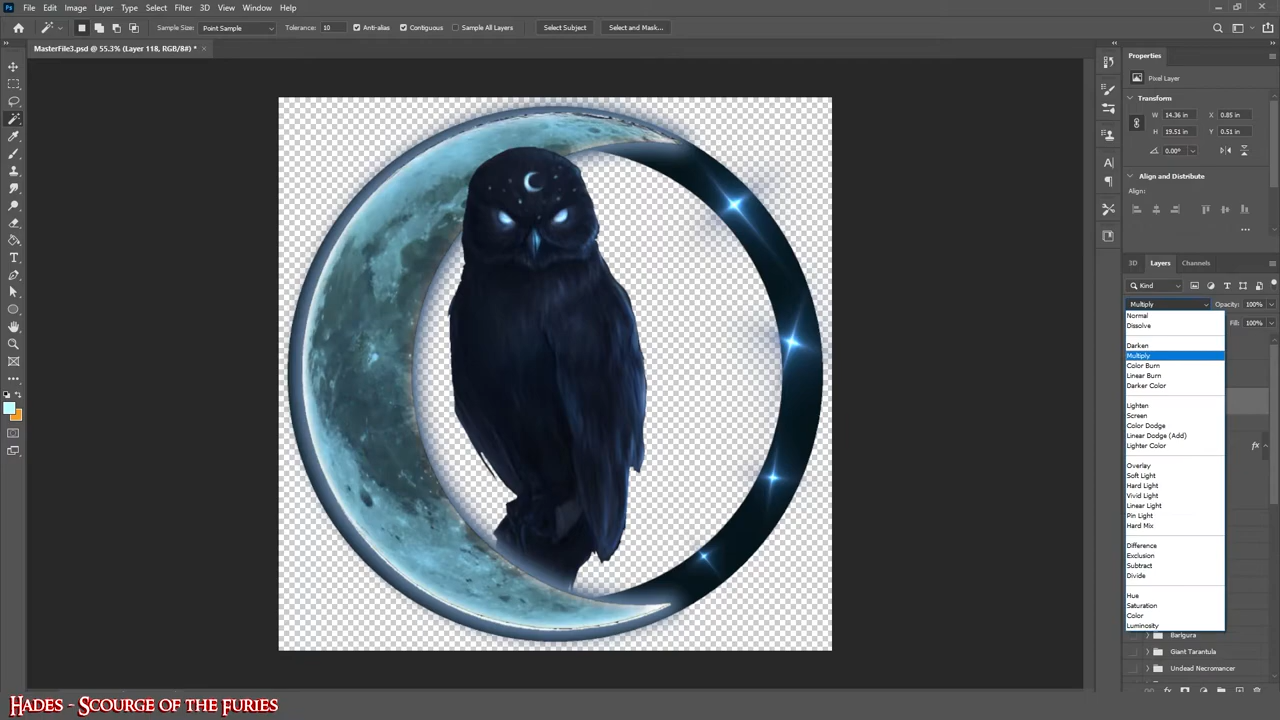 Ps File Edit Image Layer Type Select Filter 3D View Window Help
Sample Size: Point Sample Tolerance: 10 Anti-alias Contiguous Sample All Layers Select Subject Select and Mask...
MasterFile3.psd @ 55.3% (Layer 118, RGB/8#) * ×
Properties
Pixel Layer
Transform
W 14.36 in X 0.85 in
H 19.51 in Y 0.51 in
0.00°
Align and Distribute
Align:
3D Layers Channels
Kind
Multiply Opacity: 100%
Fill: 100%
Normal
Dissolve
Darken
Multiply
Color Burn
Linear Burn
Darker Color
Lighten
Screen
Color Dodge
Linear Dodge (Add)
Lighter Color
Overlay
Soft Light
Hard Light
Vivid Light
Linear Light
Pin Light
Hard Mix
Difference
Exclusion
Subtract
Divide
Hue
Saturation
Color
Luminosity
fx
Barlgura
Giant Tarantula
Undead Necromancer
Hades - Scourge of the Furies